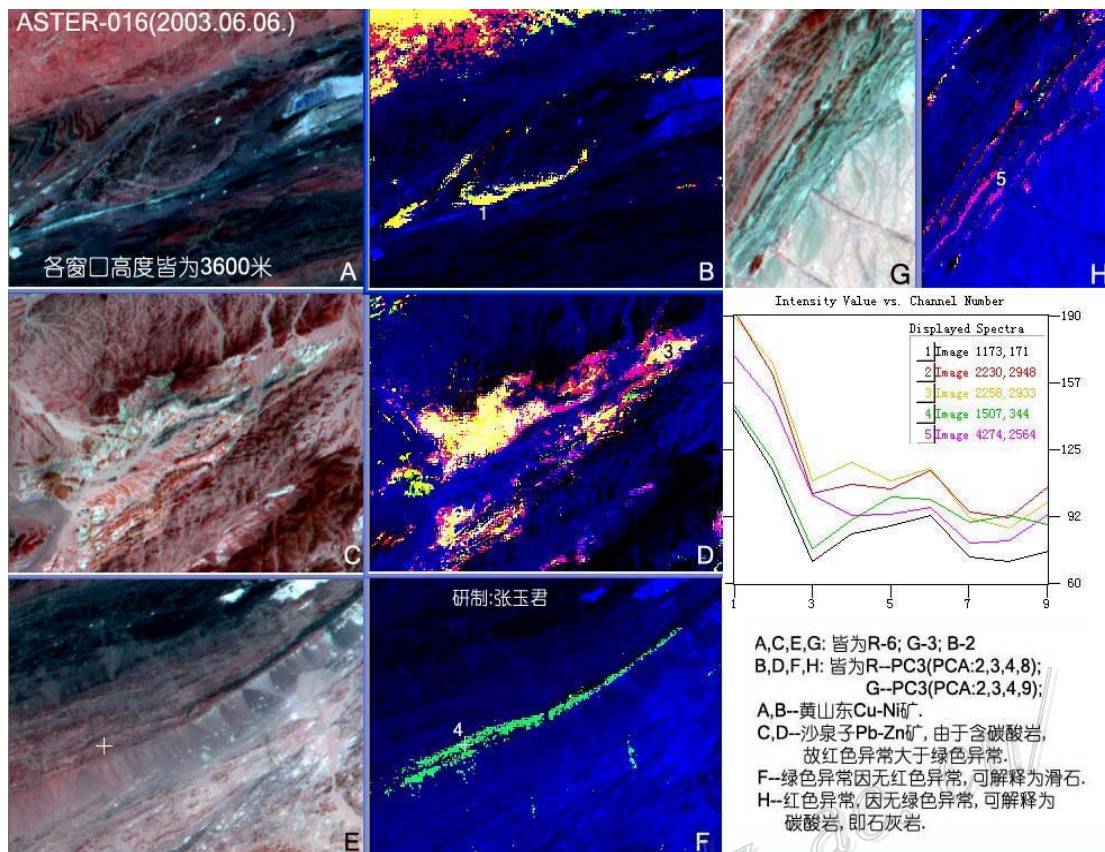 ASTER-016(2003.06.06.)
各窗口高度皆为3600米
A
1
B
G
5
H
C
3
2
D
E
研制:张玉君
4
F
Intensity Value vs. Channel Number
Displayed Spectra
1 Image 1173,171
2 Image 2230,2948
3 Image 2258,2933
4 Image 1507,344
5 Image 4274,2564
190
157
125
92
60
1 3 5 7 9
A,C,E,G: 皆为R-6; G-3; B-2
B,D,F,H: 皆为R--PC3(PCA:2,3,4,8);
G--PC3(PCA:2,3,4,9);
A,B--黄山东Cu-Ni矿.
C,D--沙泉子Pb-Zn矿, 由于含碳酸岩,
故红色异常大于绿色异常.
F--绿色异常因无红色异常, 可解释为滑石.
H--红色异常, 因无绿色异常, 可解释为
碳酸岩, 即石灰岩.